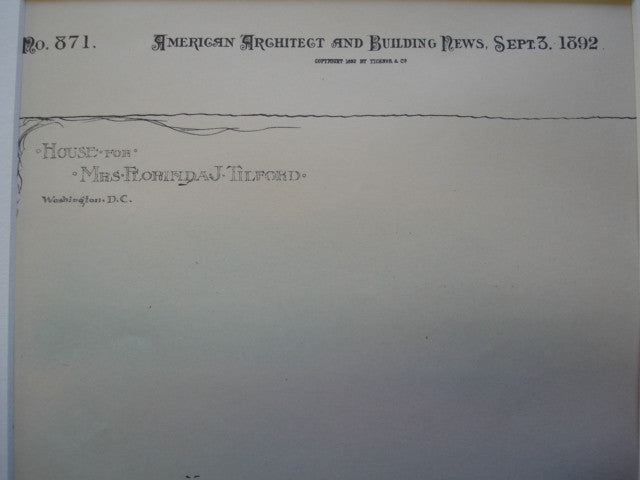 No. 871. AMERICAN ARCHITECT AND BUILDING NEWS, SEPT. 3. 1892.
COPYRIGHT 1892 BY TICKNOR & CO
HOUSE FOR
MRS. FLORINDA J. TILFORD.
Washington. D.C.